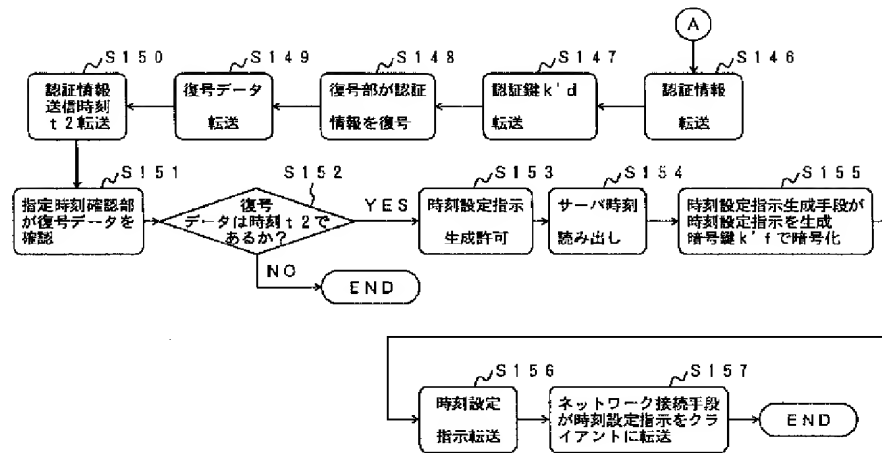 A
S146
認証情報
転送
S147
認証鍵k'd
転送
S148
復号部が認証
情報を復号
S149
復号データ
転送
S150
認証情報
送信時刻
t2転送
S151
指定時刻確認部
が復号データを
確認
S152
復号
データは時刻t2で
あるか?
YES
NO
END
S153
時刻設定指示
生成許可
S154
サーバ時刻
読み出し
S155
時刻設定指示生成手段が
時刻設定指示を生成
暗号鍵k'fで暗号化
S156
時刻設定
指示転送
S157
ネットワーク接続手段
が時刻設定指示をクラ
イアントに転送
END